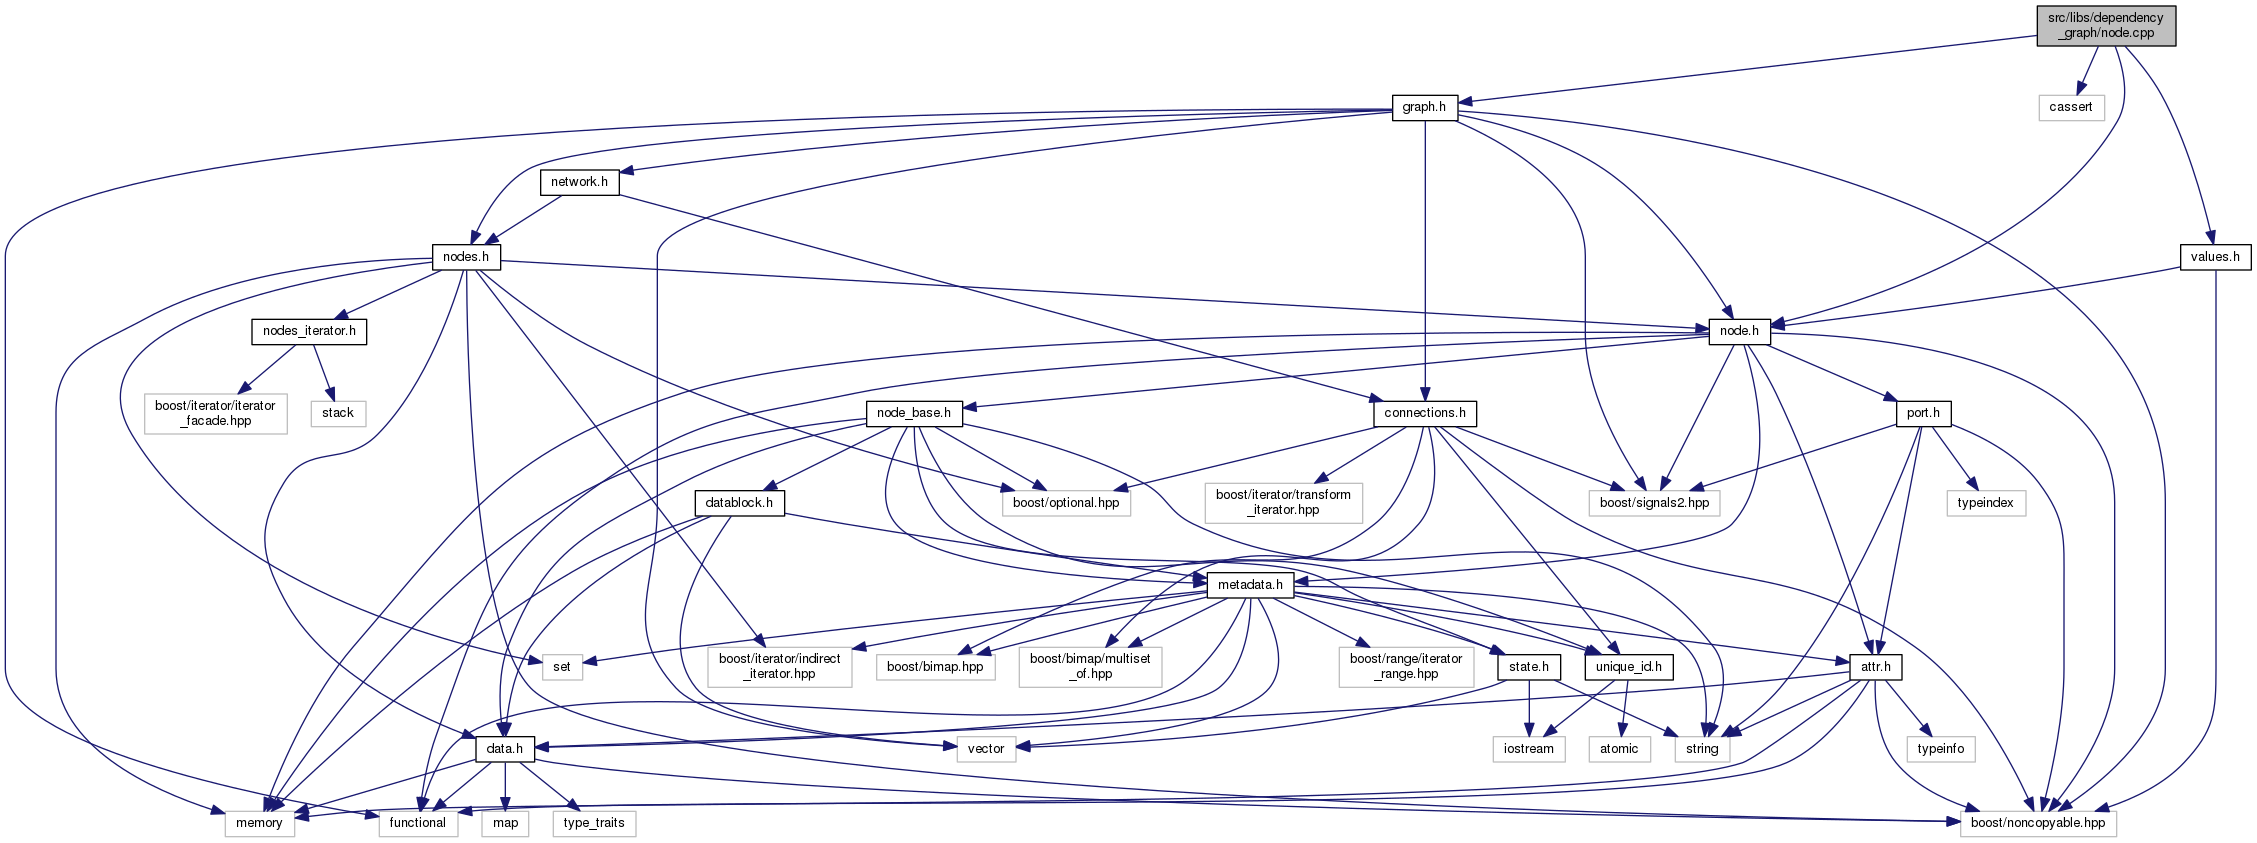 src/libs/dependency
_graph/node.cpp
graph.h
cassert
network.h
nodes.h
values.h
nodes_iterator.h
node.h
boost/iterator/iterator
_facade.hpp
stack
node_base.h
connections.h
port.h
datablock.h
boost/optional.hpp
boost/iterator/transform
_iterator.hpp
boost/signals2.hpp
typeindex
metadata.h
set
boost/iterator/indirect
_iterator.hpp
boost/bimap.hpp
boost/bimap/multiset
_of.hpp
boost/range/iterator
_range.hpp
state.h
unique_id.h
attr.h
data.h
vector
iostream
atomic
string
typeinfo
memory
functional
map
type_traits
boost/noncopyable.hpp